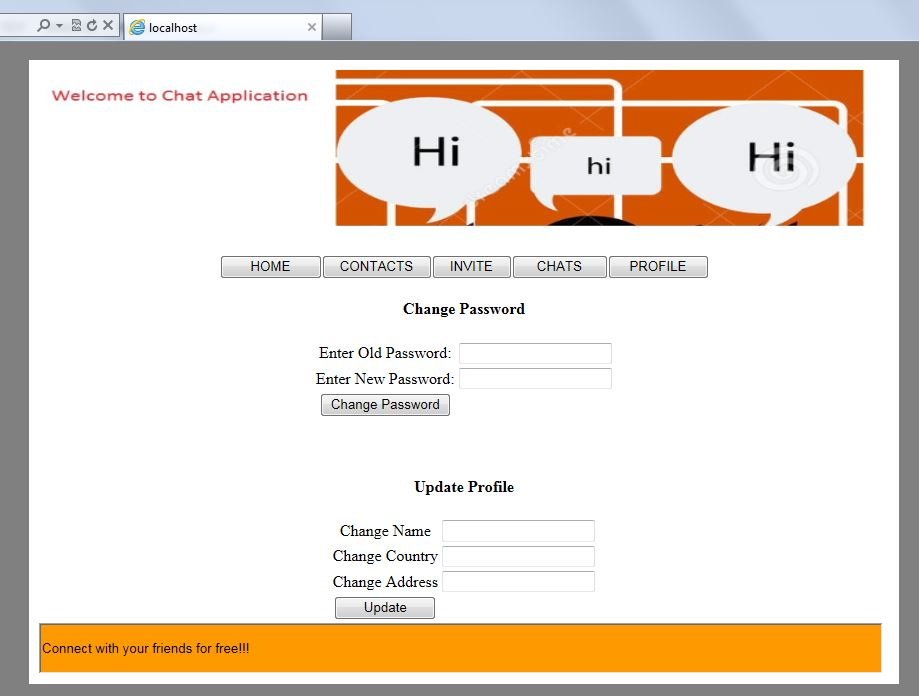 localhost
Welcome to Chat Application
Hi hi Hi
dreamstime
HOME CONTACTS INVITE CHATS PROFILE
Change Password
Enter Old Password:
Enter New Password:
Change Password
Update Profile
Change Name
Change Country
Change Address
Update
Connect with your friends for free!!!